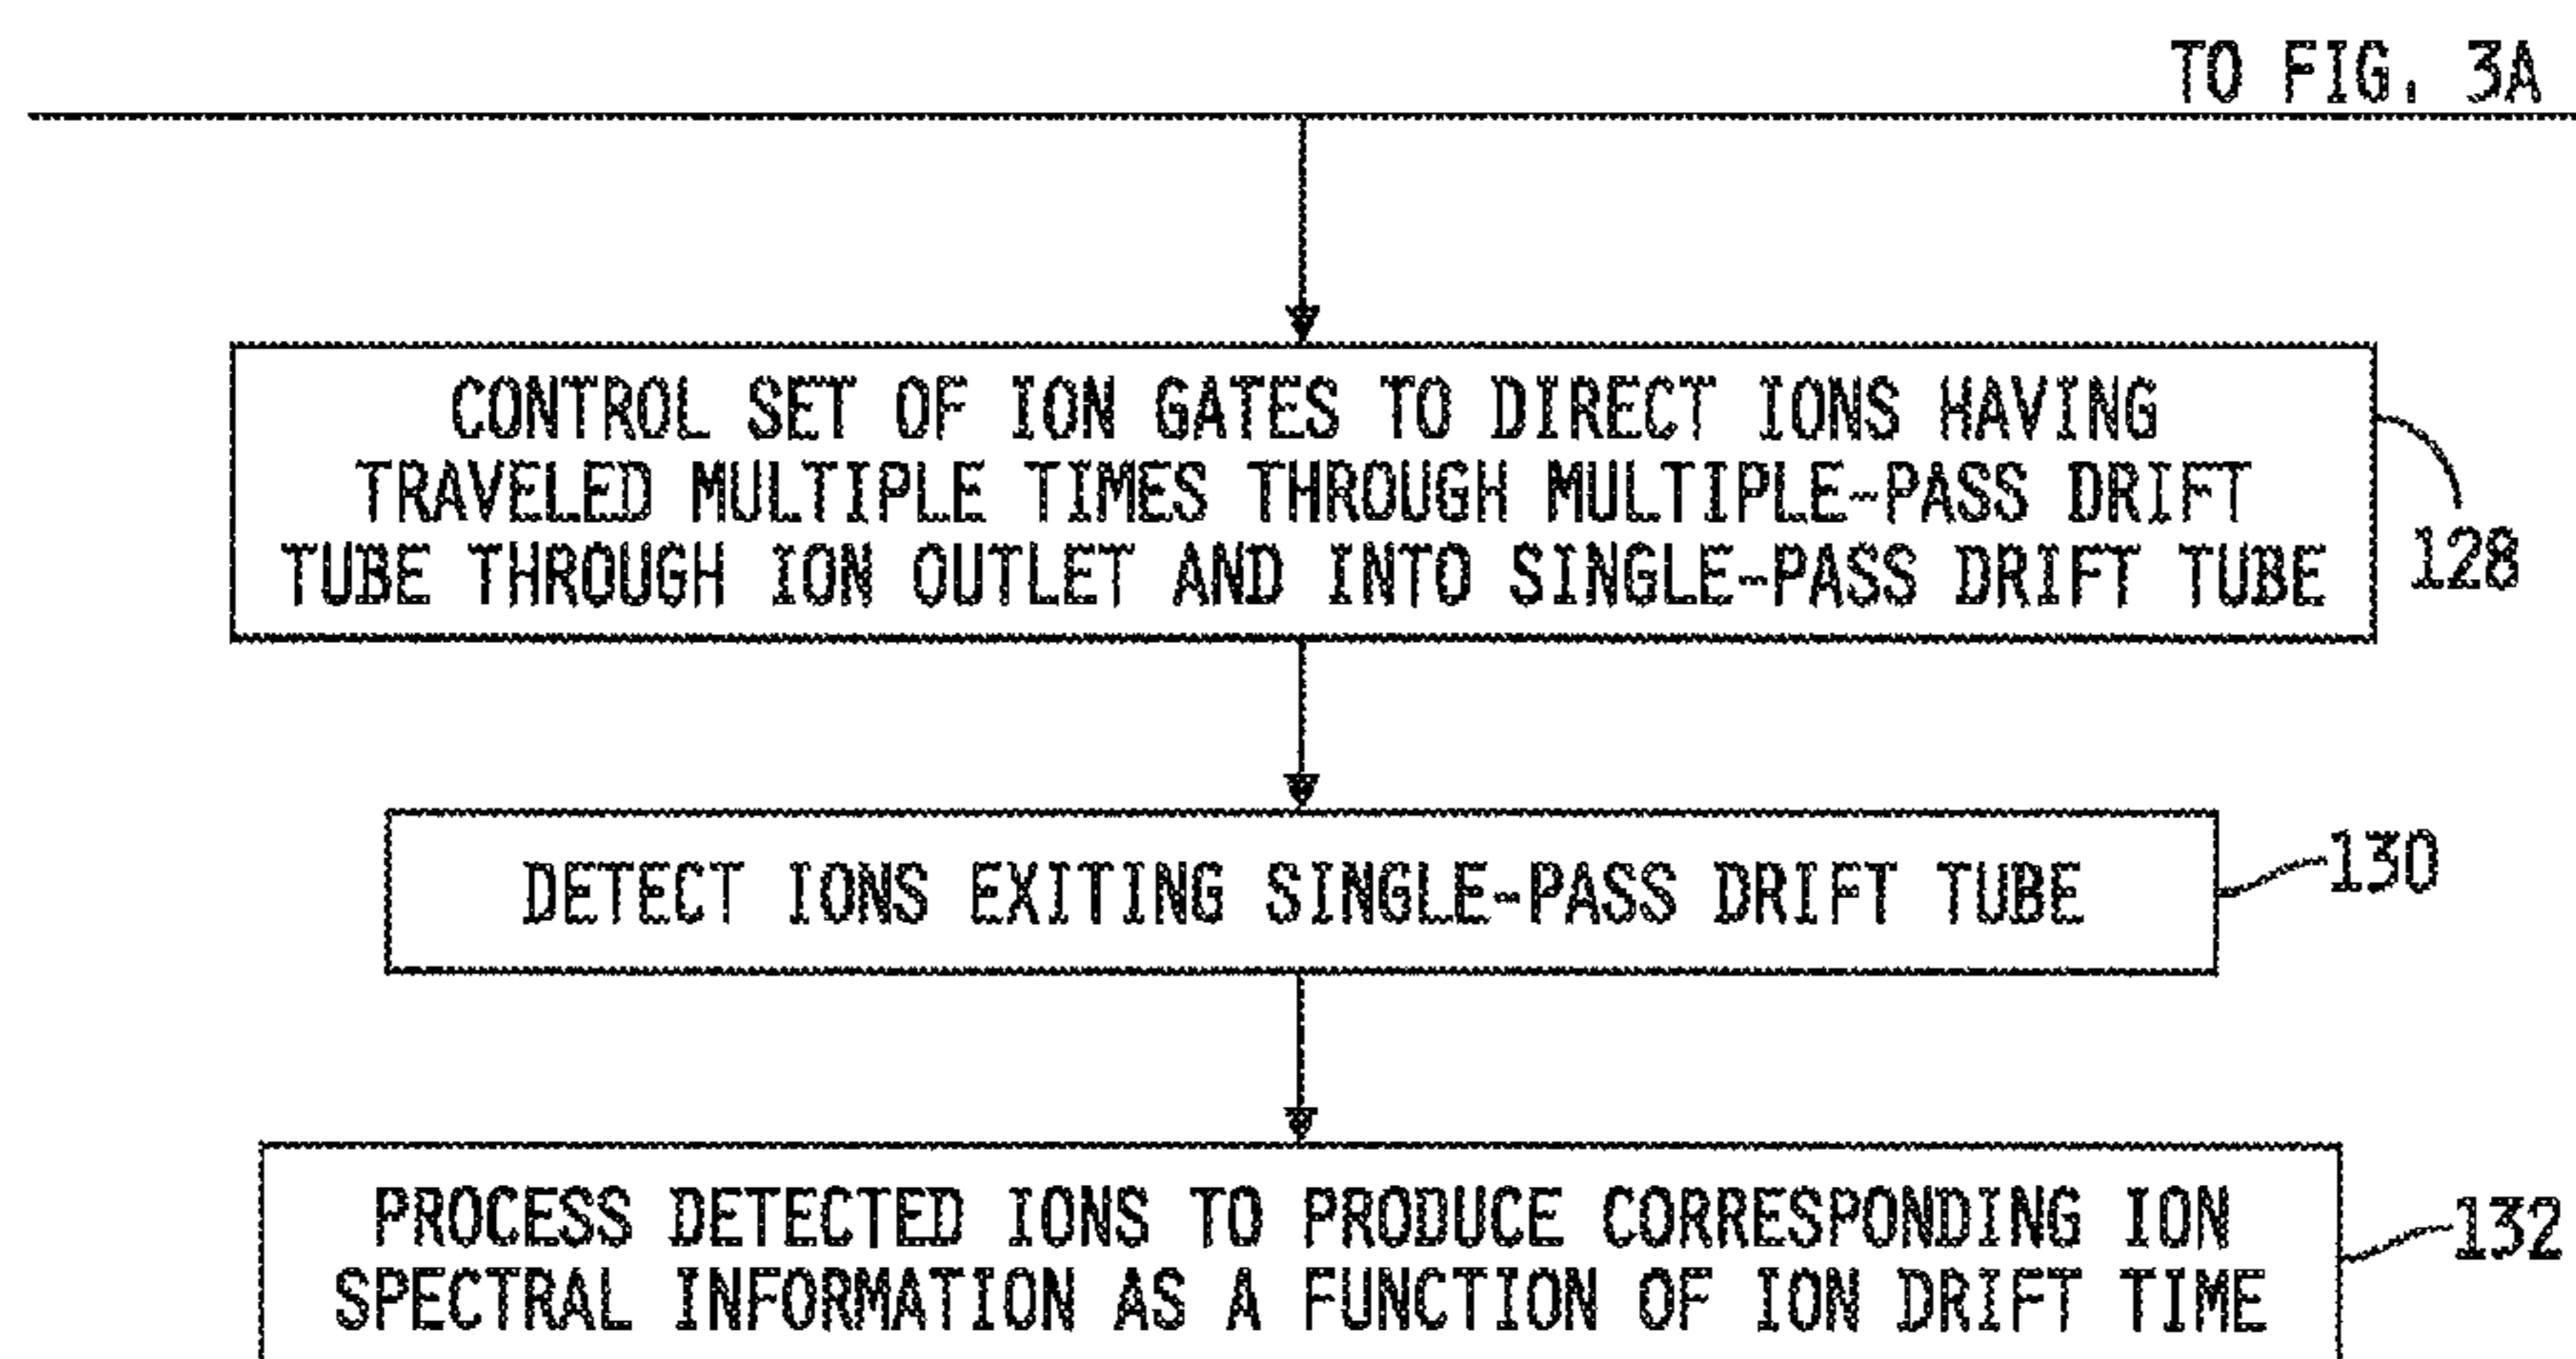 TO FIG. 3A
CONTROL SET OF ION GATES TO DIRECT IONS HAVING
TRAVELED MULTIPLE TIMES THROUGH MULTIPLE-PASS DRIFT
TUBE THROUGH ION OUTLET AND INTO SINGLE-PASS DRIFT TUBE
128
DETECT IONS EXITING SINGLE-PASS DRIFT TUBE
130
PROCESS DETECTED IONS TO PRODUCE CORRESPONDING ION
SPECTRAL INFORMATION AS A FUNCTION OF ION DRIFT TIME
132